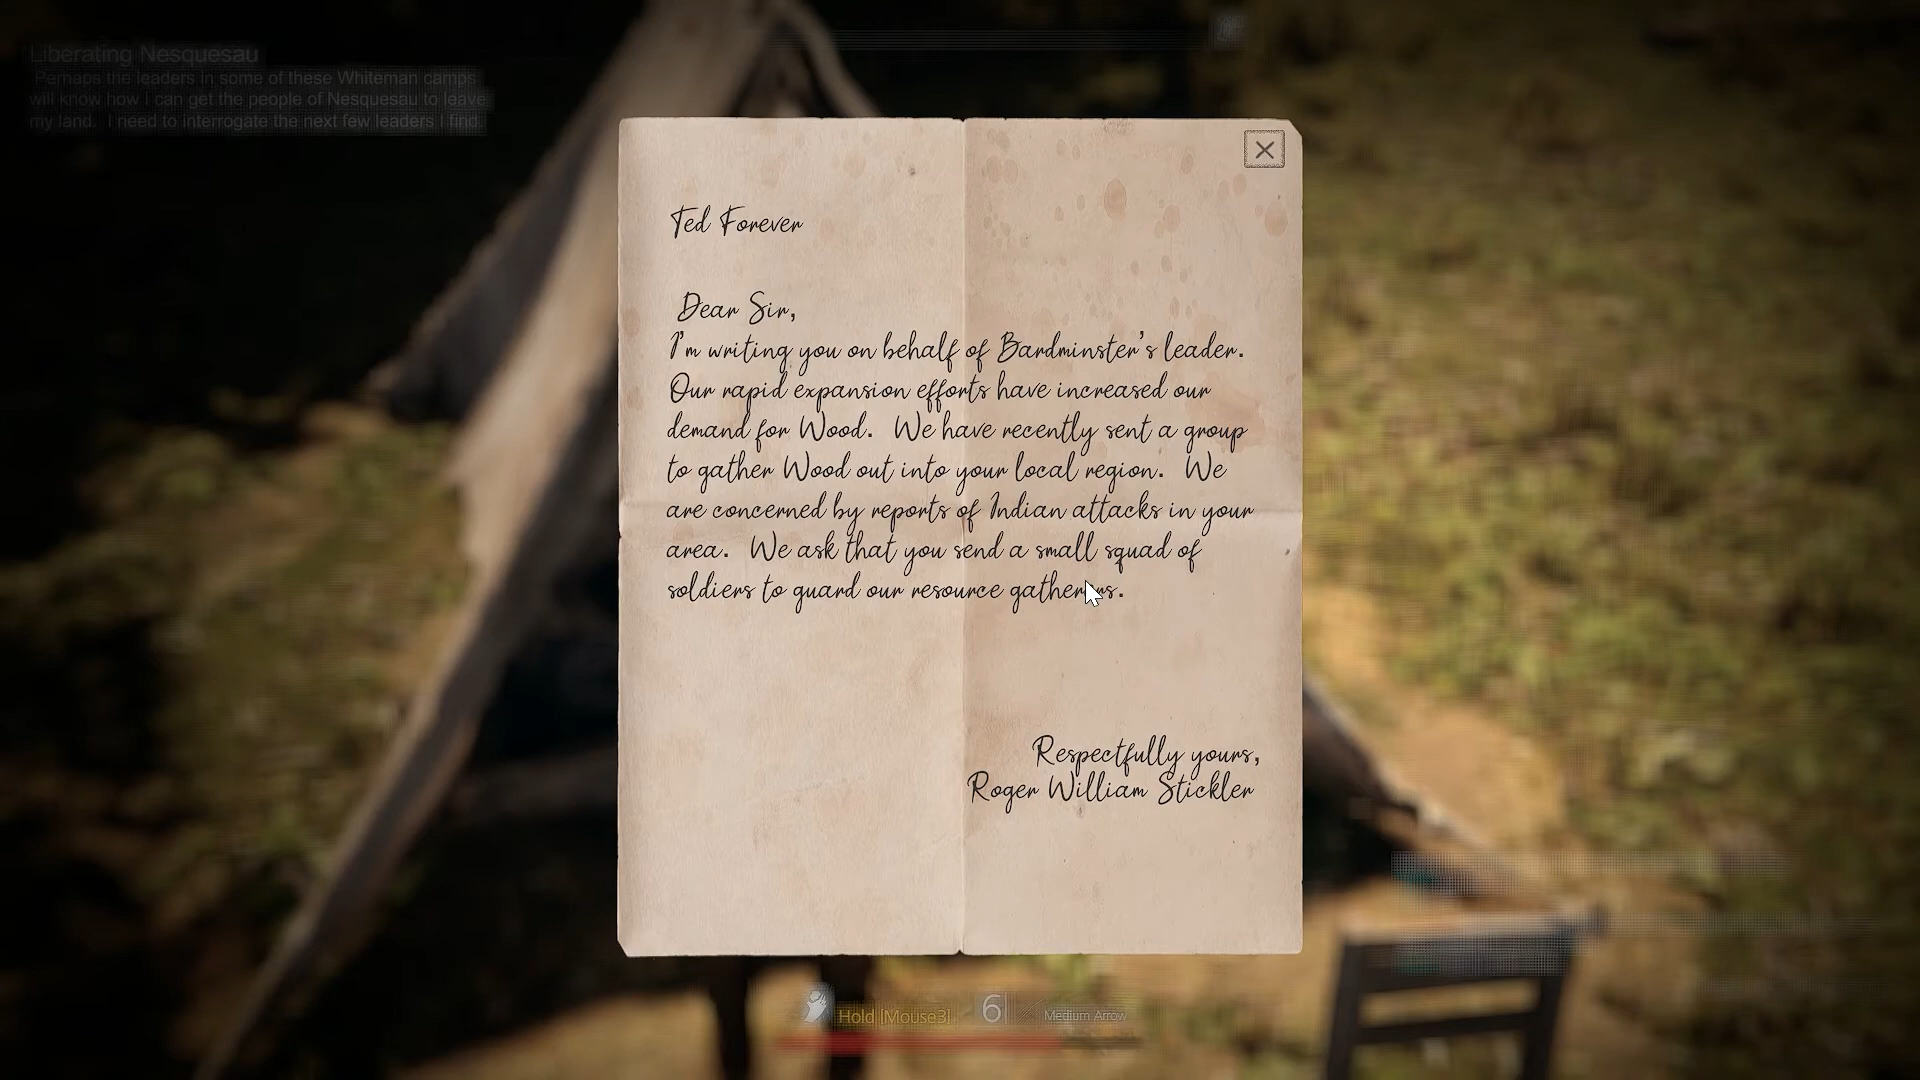 Liberating Nesquesau
Perhaps the leaders in some of these Whiteman camps
will know how I can get the people of Nesquesau to leave
my land. I need to interrogate the next few leaders I find.
Ted Forever
Dear Sir,
I'm writing you on behalf of Bardminster's leader.
Our rapid expansion efforts have increased our
demand for Wood. We have recently sent a group
to gather Wood out into your local region. We
are concerned by reports of Indian attacks in your
area. We ask that you send a small squad of
soldiers to guard our resource gatherers.
Respectfully yours,
Roger William Stickler
Hold [Mouse3] 6 Medium Arrow